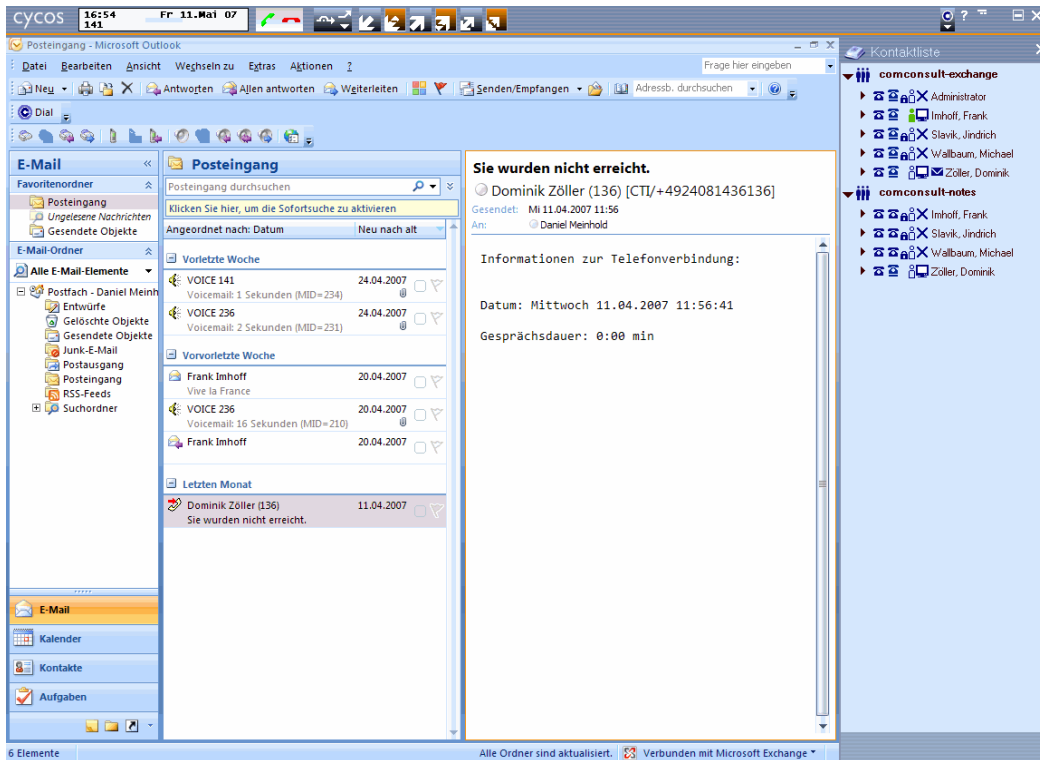 cycos
16:54 Fr 11.Mai 07
141
?
Posteingang - Microsoft Outlook
Datei Bearbeiten Ansicht Wechseln zu Extras Aktionen ?
Frage hier eingeben
Neu Antworten Allen antworten Weiterleiten Senden/Empfangen Adressb. durchsuchen
Dial
E-Mail
Favoritenordner
Posteingang
Ungelesene Nachrichten
Gesendete Objekte
E-Mail-Ordner
Alle E-Mail-Elemente
Postfach - Daniel Meinh
Entwürfe
Gelöschte Objekte
Gesendete Objekte
Junk-E-Mail
Postausgang
Posteingang
RSS-Feeds
Suchordner
E-Mail
Kalender
Kontakte
Aufgaben
Posteingang
Posteingang durchsuchen
Klicken Sie hier, um die Sofortsuche zu aktivieren
Angeordnet nach: Datum Neu nach alt
Vorletzte Woche
VOICE 141 24.04.2007
Voicemail: 1 Sekunden (MID=234)
VOICE 236 24.04.2007
Voicemail: 2 Sekunden (MID=231)
Vorvorletzte Woche
Frank Imhoff 20.04.2007
Vive la France
VOICE 236 20.04.2007
Voicemail: 16 Sekunden (MID=210)
Frank Imhoff 20.04.2007
Letzten Monat
Dominik Zöller (136) 11.04.2007
Sie wurden nicht erreicht.
Sie wurden nicht erreicht.
Dominik Zöller (136) [CTI/+4924081436136]
Gesendet: Mi 11.04.2007 11:56
An: Daniel Meinhold
Informationen zur Telefonverbindung:
Datum: Mittwoch 11.04.2007 11:56:41
Gesprächsdauer: 0:00 min
Kontaktliste
comconsult-exchange
Administrator
Imhoff, Frank
Slavik, Jindrich
Wallbaum, Michael
Zöller, Dominik
comconsult-notes
Imhoff, Frank
Slavik, Jindrich
Wallbaum, Michael
Zöller, Dominik
6 Elemente
Alle Ordner sind aktualisiert. Verbunden mit Microsoft Exchange